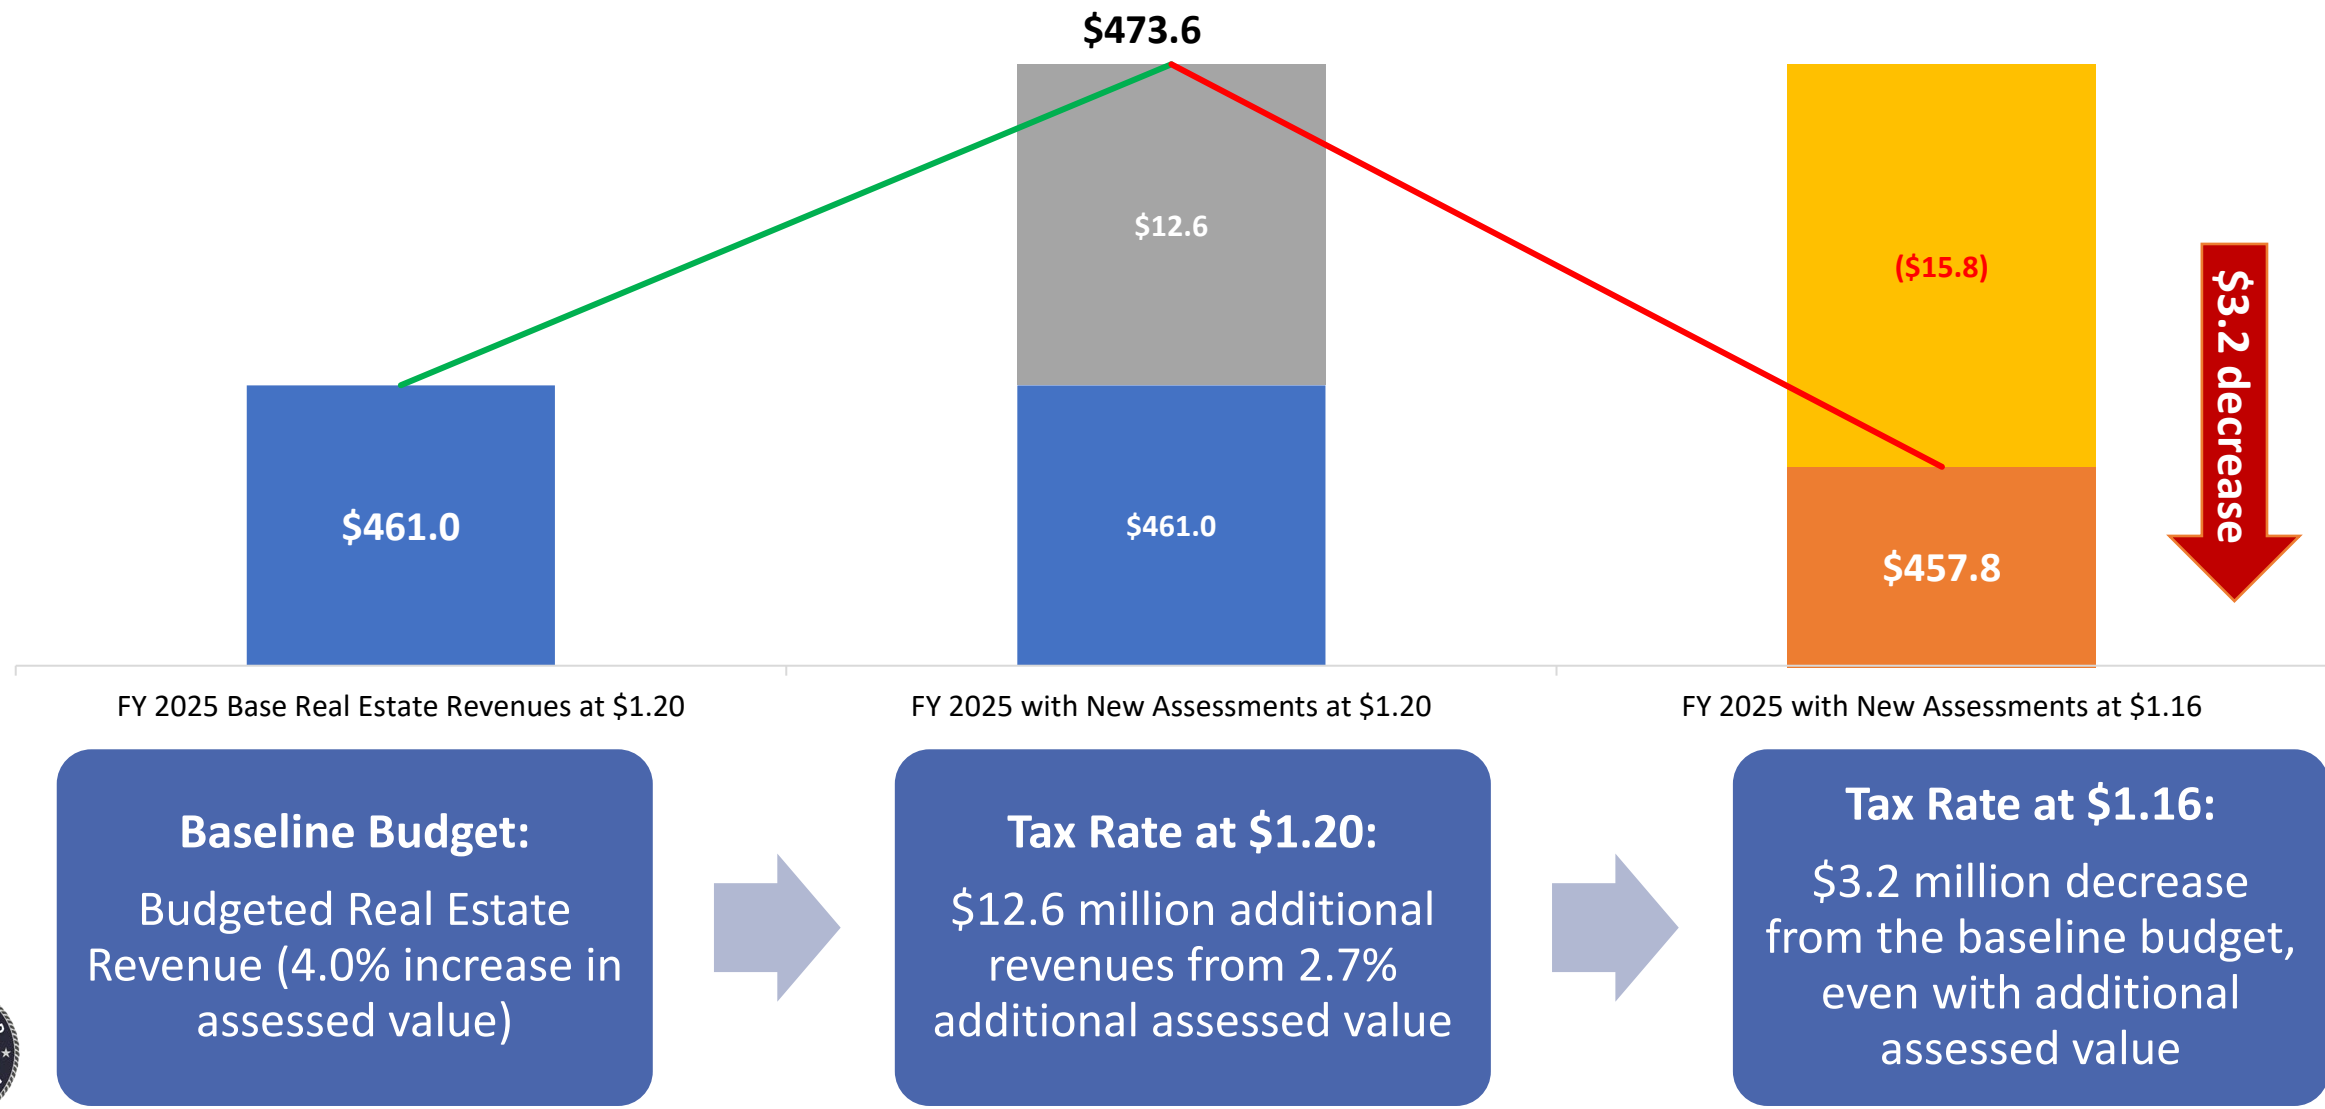 $473.6
$12.6
($15.8)
$3.2 decrease
$461.0
$461.0
$457.8
FY 2025 Base Real Estate Revenues at $1.20
FY 2025 with New Assessments at $1.20
FY 2025 with New Assessments at $1.16
Baseline Budget:
Budgeted Real Estate
Revenue (4.0% increase in
assessed value)
Tax Rate at $1.20:
$12.6 million additional
revenues from 2.7%
additional assessed value
Tax Rate at $1.16:
$3.2 million decrease
from the baseline budget,
even with additional
assessed value